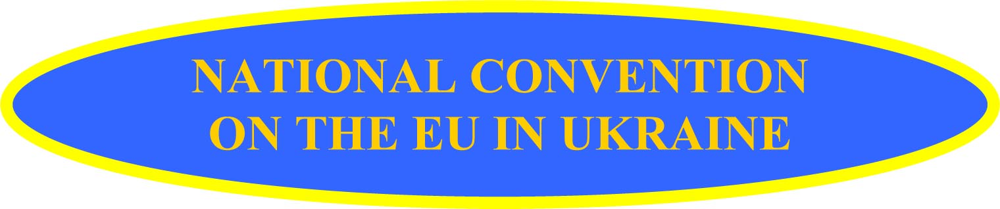 NATIONAL CONVENTION
ON THE EU IN UKRAINE